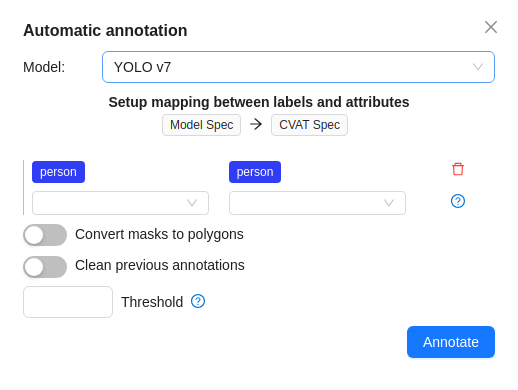 Automatic annotation
Model: YOLO v7
Setup mapping between labels and attributes
Model Spec → CVAT Spec
person person
Convert masks to polygons
Clean previous annotations
Threshold
Annotate